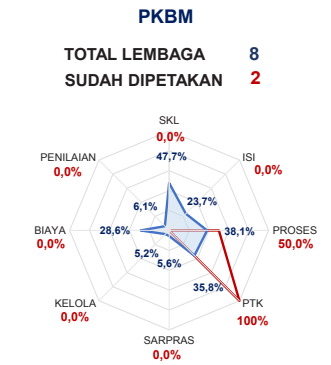 PKBM
TOTAL LEMBAGA 8
SUDAH DIPETAKAN 2
SKL
0,0%
47,7%
PENILAIAN
0,0%
ISI
0,0%
6,1%
23,7%
BIAYA
0,0%
28,6%
38,1%
PROSES
50,0%
5,2%
5,6%
35,8%
KELOLA
0,0%
PTK
100%
SARPRAS
0,0%